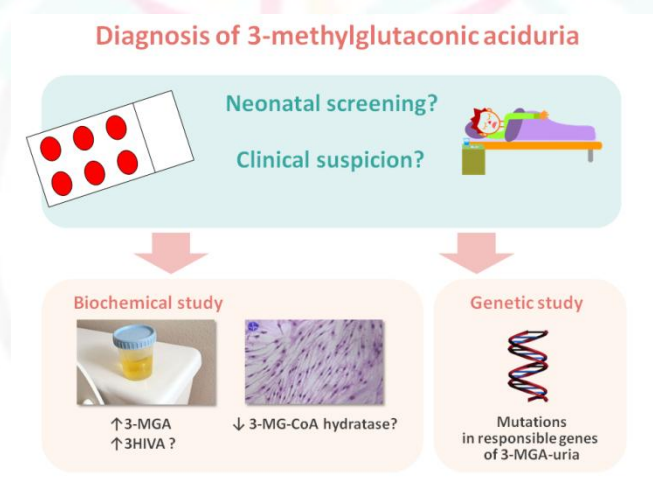 Diagnosis of 3-methylglutaconic aciduria
Neonatal screening?
Clinical suspicion?
Biochemical study
↑3-MGA
↑3HIVA ?
↓ 3-MG-CoA hydratase?
Genetic study
Mutations
in responsible genes
of 3-MGA-uria